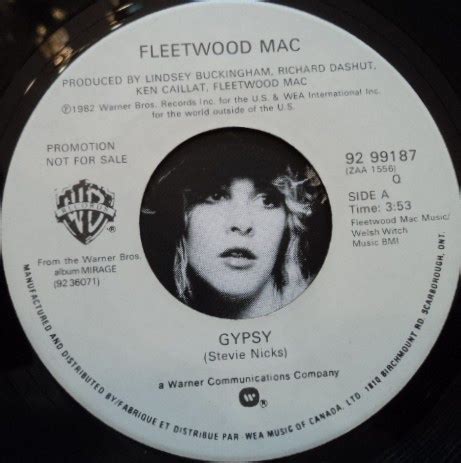 FLEETWOOD MAC
PRODUCED BY LINDSEY BUCKINGHAM, RICHARD DASHUT,
KEN CAILLAT, FLEETWOOD MAC
℗1982 Warner Bros. Records Inc. for the U.S. & WEA International Inc.
for the world outside of the U.S.
PROMOTION
NOT FOR SALE
92 99187
(ZAA 1556)
Q
SIDE A
Time: 3:53
Fleetwood Mac Music/
Welsh Witch
Music BMI
WB
RECORDS
®
From the Warner Bros.
album MIRAGE
(92 36071)
GYPSY
(Stevie Nicks)
a Warner Communications Company
®
MANUFACTURED AND DISTRIBUTED BY/FABRIQUÉ ET DISTRIBUÉ PAR - WEA MUSIC OF CANADA, LTD. 1810 BIRCHMOUNT RD. SCARBOROUGH, ONT.